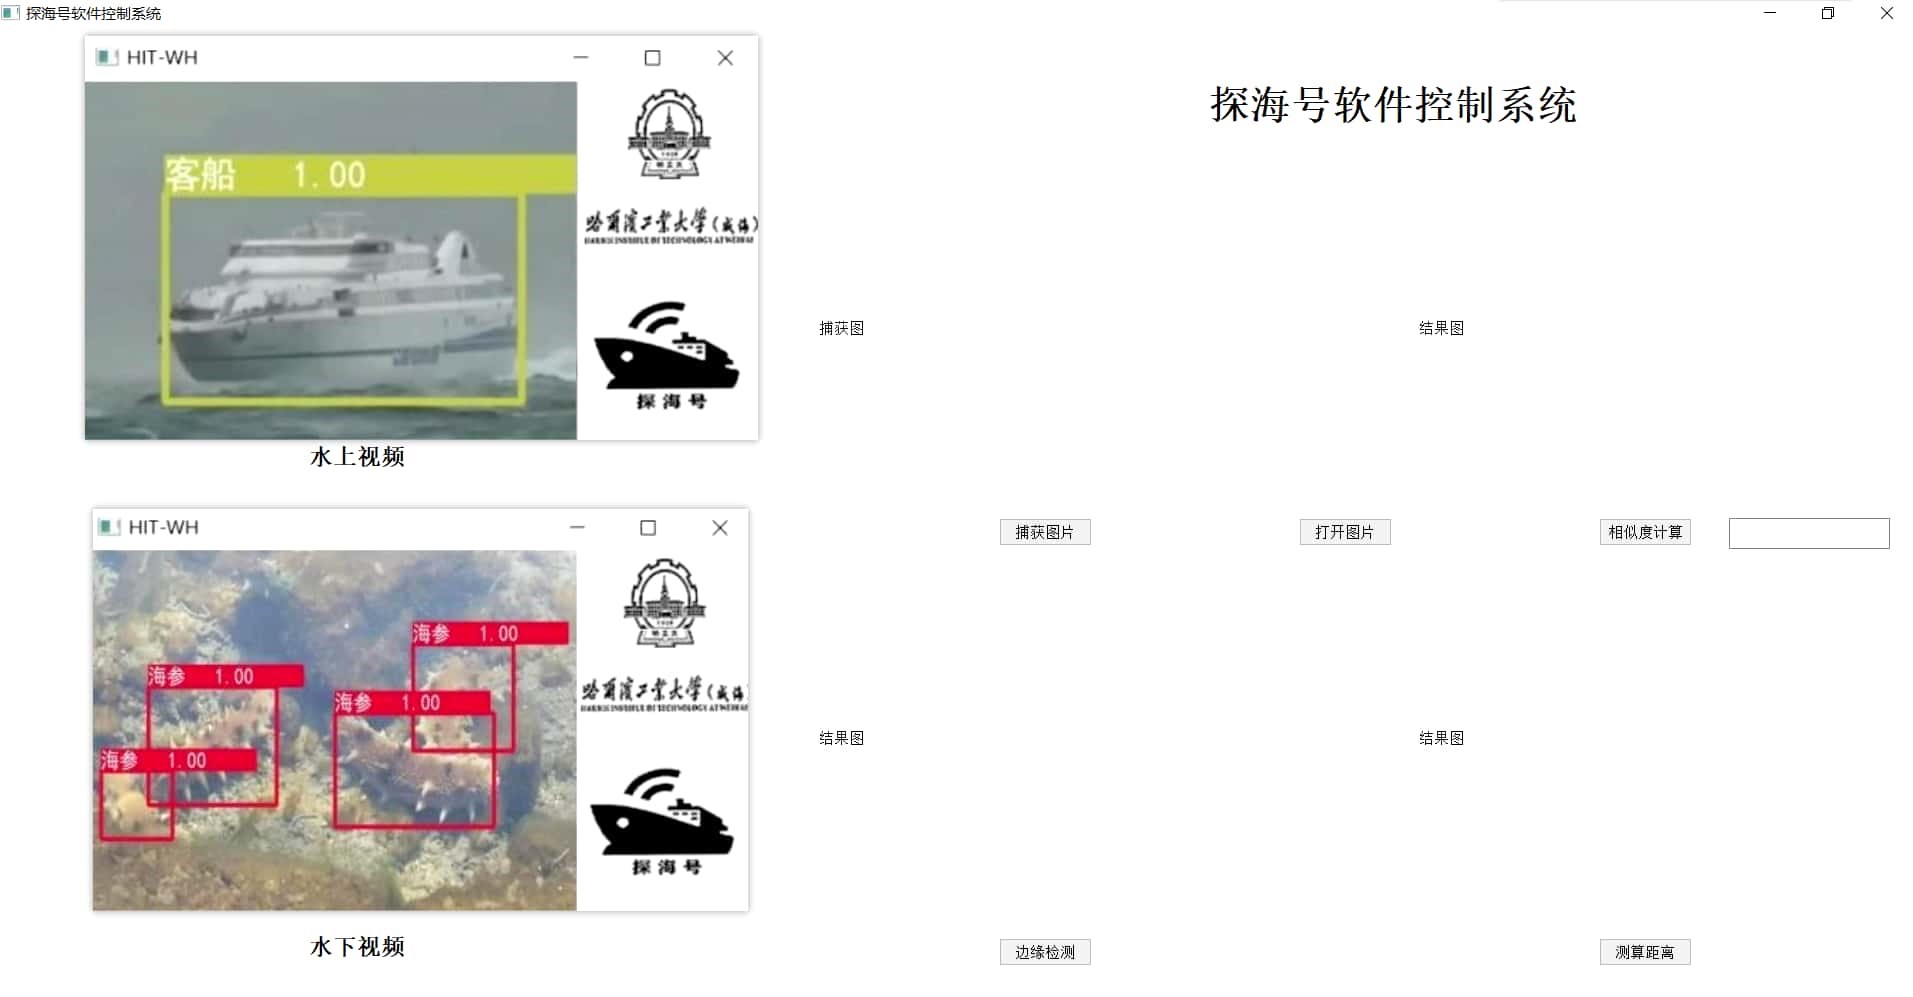 探海号软件控制系统
HIT-WH
客船 1.00
哈尔滨工业大学(威海)
HARBIN INSTITUTE OF TECHNOLOGY AT WEIHAI
探海号
水上视频
HIT-WH
海参 1.00
海参 1.00
海参 1.00
海参 1.00
哈尔滨工业大学(威海
HARBIN INSTITUTE OF TECHNOLOGY AT WEIHAI
探海号
水下视频
探海号软件控制系统
捕获图
结果图
捕获图片
打开图片
相似度计算
结果图
结果图
边缘检测
测算距离